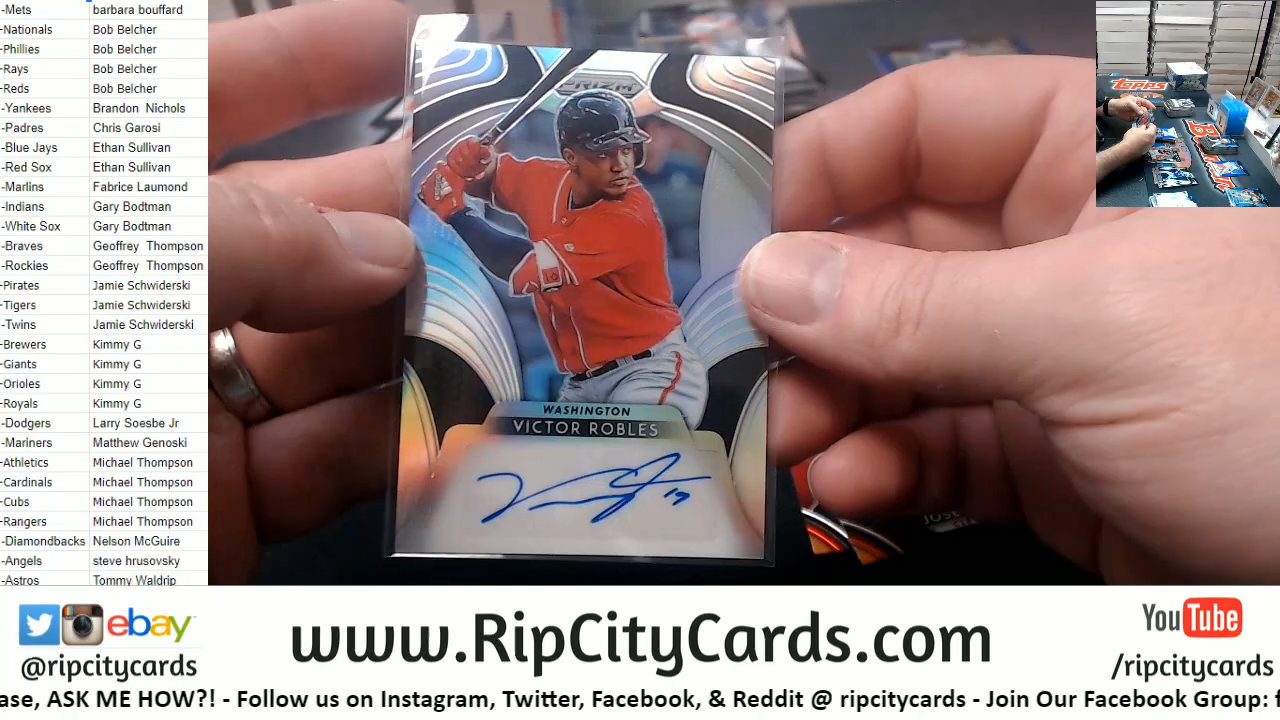 -Mets barbara bouffard
-Nationals Bob Belcher
-Phillies Bob Belcher
-Rays Bob Belcher
-Reds Bob Belcher
-Yankees Brandon Nichols
-Padres Chris Garosi
-Blue Jays Ethan Sullivan
-Red Sox Ethan Sullivan
-Marlins Fabrice Laumond
-Indians Gary Bodtman
-White Sox Gary Bodtman
-Braves Geoffrey Thompson
-Rockies Geoffrey Thompson
-Pirates Jamie Schwiderski
-Tigers Jamie Schwiderski
-Twins Jamie Schwiderski
-Brewers Kimmy G
-Giants Kimmy G
-Orioles Kimmy G
-Royals Kimmy G
-Dodgers Larry Soesbe Jr
-Mariners Matthew Genoski
-Athletics Michael Thompson
-Cardinals Michael Thompson
-Cubs Michael Thompson
-Rangers Michael Thompson
-Diamondbacks Nelson McGuire
-Angels steve hrusovsky
-Astros Tommy Waldrip
PRIZM
WASHINGTON
VICTOR ROBLES
19
JOSE
TOPPS
ebay
@ripcitycards
www.RipCityCards.com
YouTube
/ripcitycards
ase, ASK ME HOW?! - Follow us on Instagram, Twitter, Facebook, & Reddit @ ripcitycards - Join Our Facebook Group: f